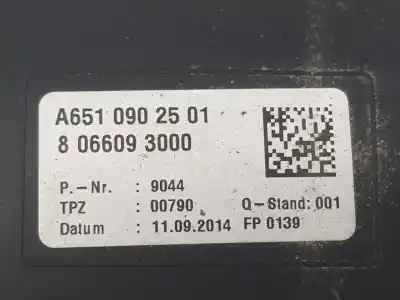 A651 090 25 01
8 06609 3000
P.-Nr. : 9044
TPZ : 00790 Q-Stand: 001
Datum : 11.09.2014 FP 0139